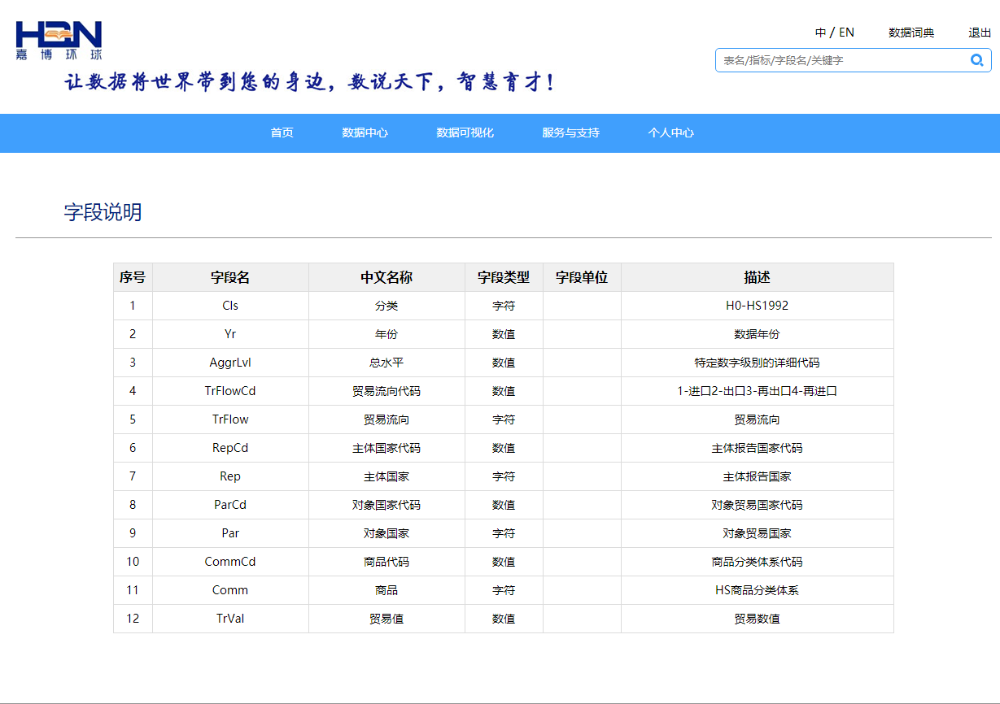 HBN
嘉博环球
让数据将世界带到您的身边，数说天下，智慧育才！
中 / EN 数据词典 退出
表名/指标/字段名/关键字
首页 数据中心 数据可视化 服务与支持 个人中心
字段说明
序号 字段名 中文名称 字段类型 字段单位 描述
1 Cls 分类 字符 H0-HS1992
2 Yr 年份 数值 数据年份
3 AggrLvl 总水平 数值 特定数字级别的详细代码
4 TrFlowCd 贸易流向代码 数值 1-进口2-出口3-再出口4-再进口
5 TrFlow 贸易流向 字符 贸易流向
6 RepCd 主体国家代码 数值 主体报告国家代码
7 Rep 主体国家 字符 主体报告国家
8 ParCd 对象国家代码 数值 对象贸易国家代码
9 Par 对象国家 字符 对象贸易国家
10 CommCd 商品代码 数值 商品分类体系代码
11 Comm 商品 字符 HS商品分类体系
12 TrVal 贸易值 数值 贸易数值